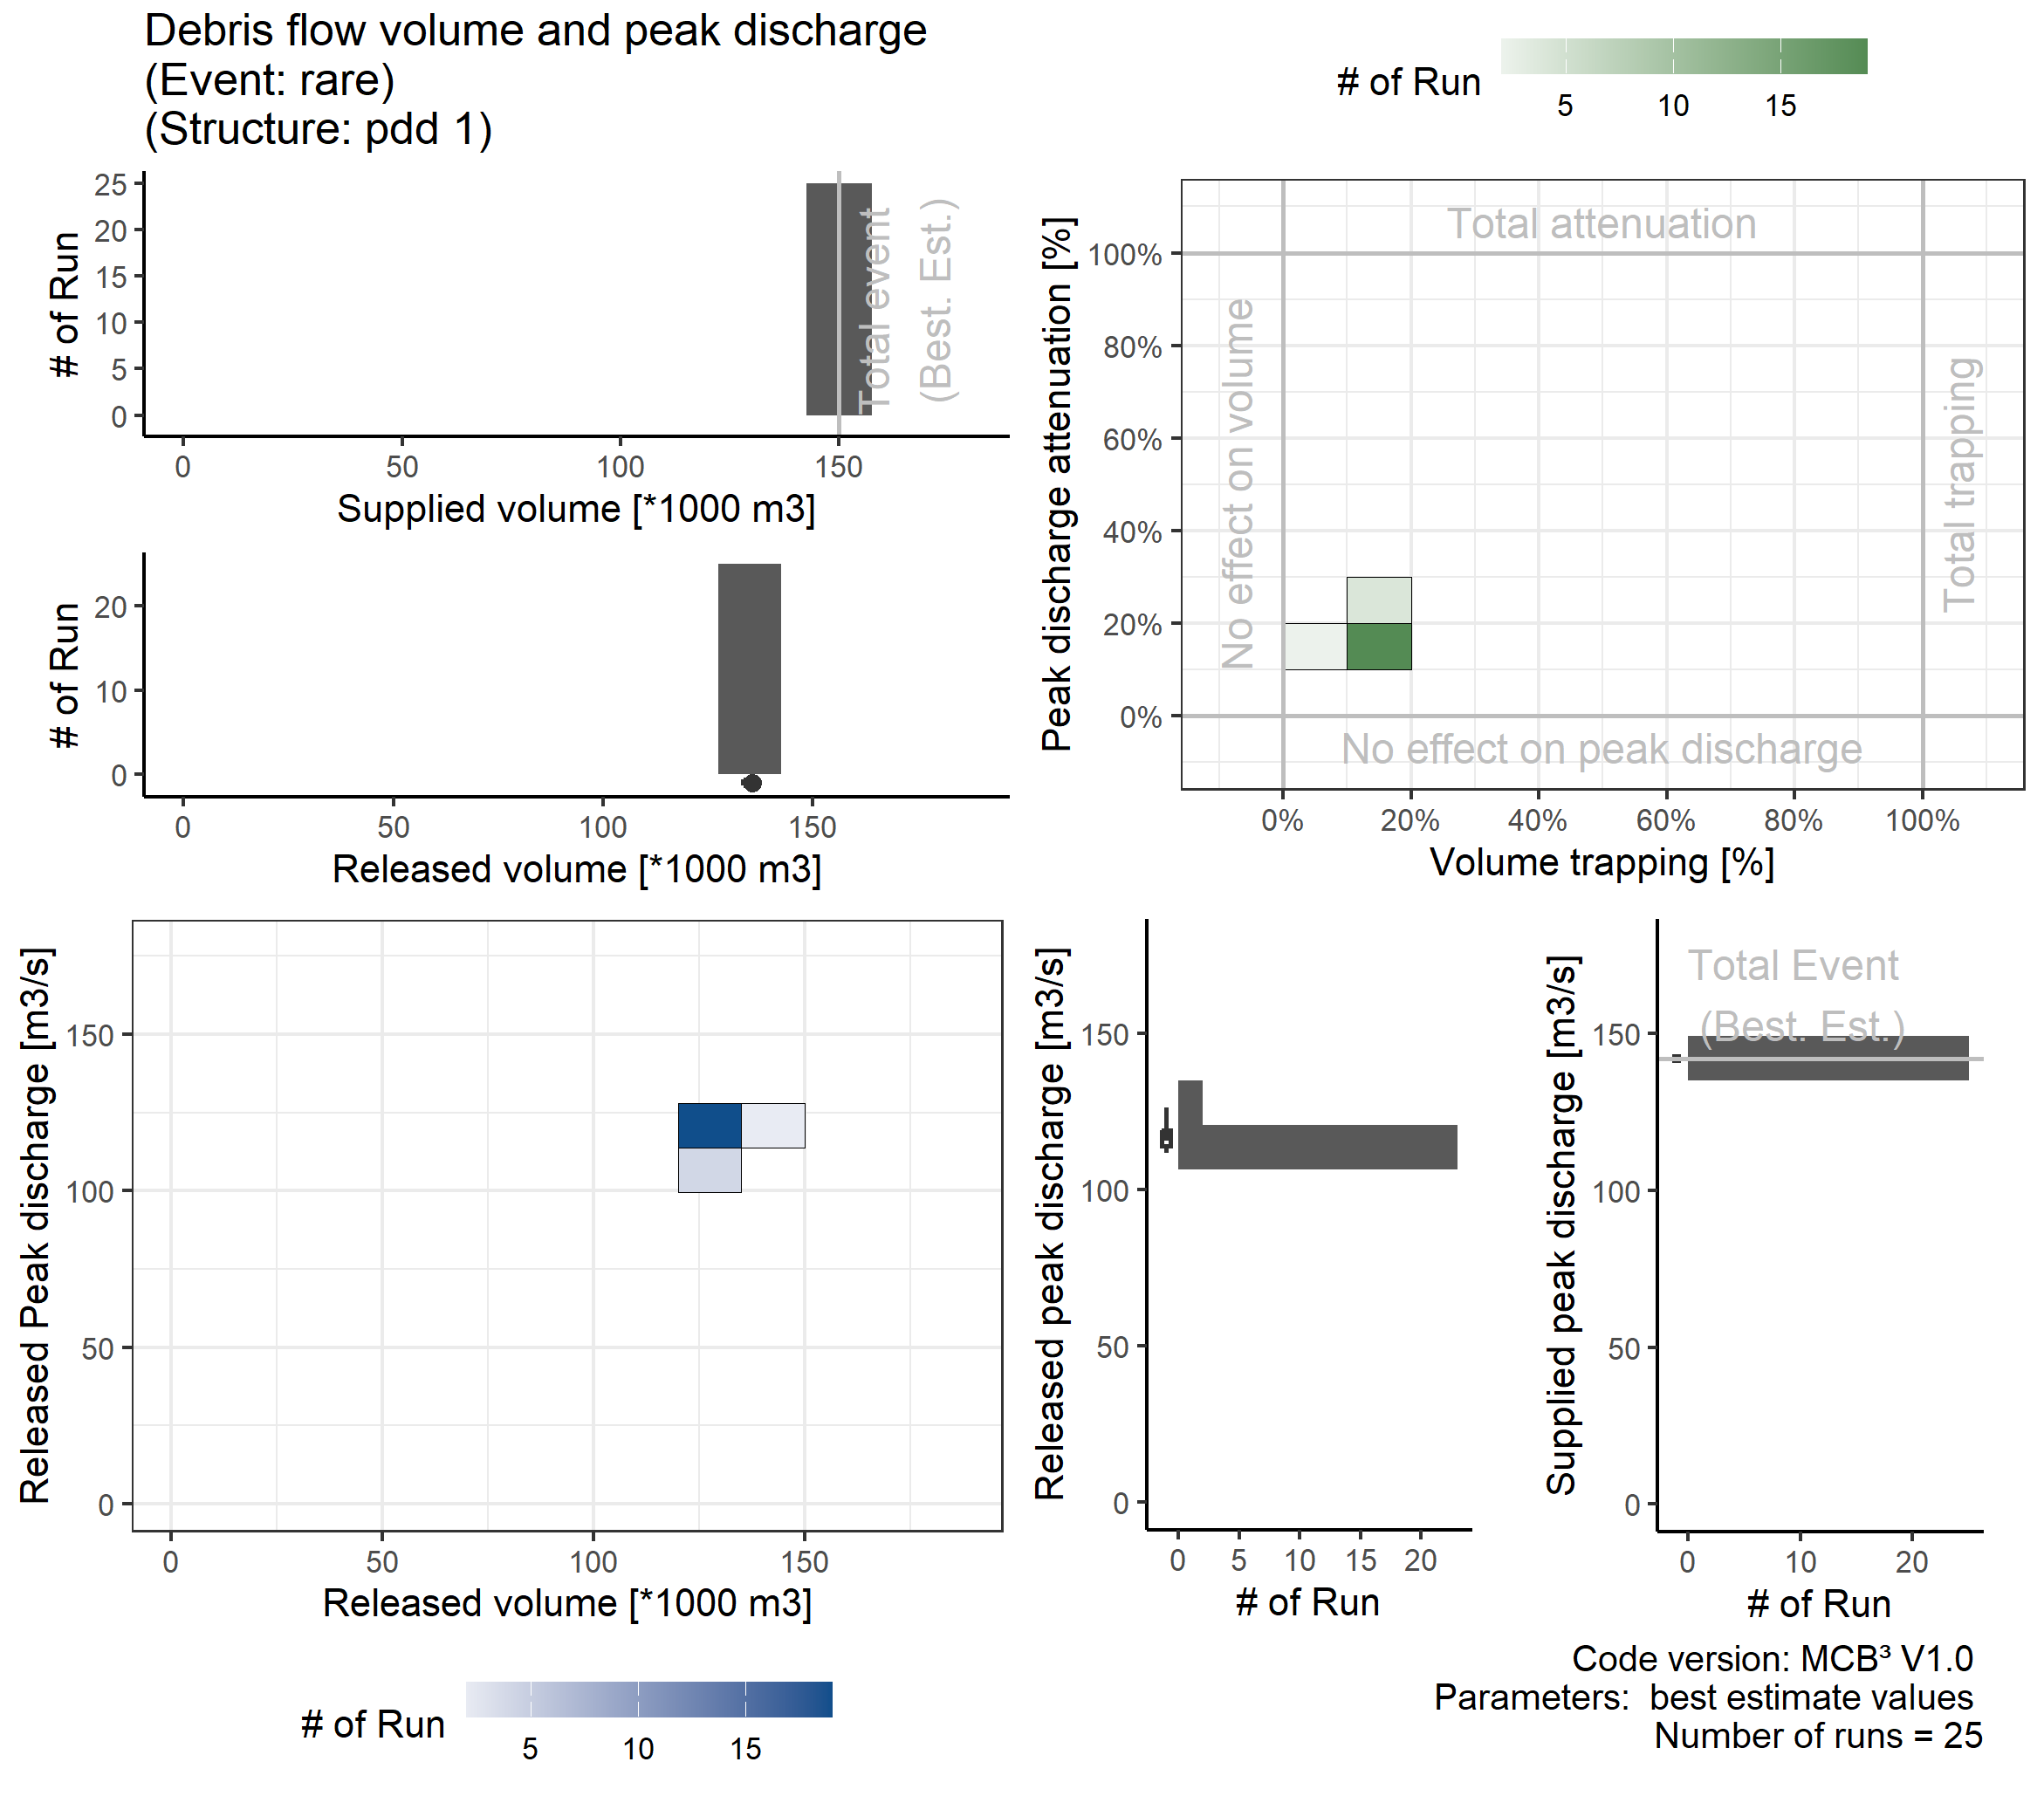 Debris flow volume and peak discharge
(Event: rare)
(Structure: pdd 1)
# of Run
5 10 15
25
20
15
10
5
0
# of Run
Total event
(Best. Est.)
0 50 100 150
Supplied volume [*1000 m3]
20
10
0
# of Run
0 50 100 150
Released volume [*1000 m3]
Peak discharge attenuation [%]
100%
80%
60%
40%
20%
0%
Total attenuation
No effect on volume
Total trapping
No effect on peak discharge
0% 20% 40% 60% 80% 100%
Volume trapping [%]
Released Peak discharge [m3/s]
150
100
50
0
0 50 100 150
Released volume [*1000 m3]
# of Run
5 10 15
Released peak discharge [m3/s]
150
100
50
0
0 5 10 15 20
# of Run
Supplied peak discharge [m3/s]
150
100
50
0
Total Event
(Best. Est.)
0 10 20
# of Run
Code version: MCB³ V1.0
Parameters:  best estimate values
Number of runs = 25